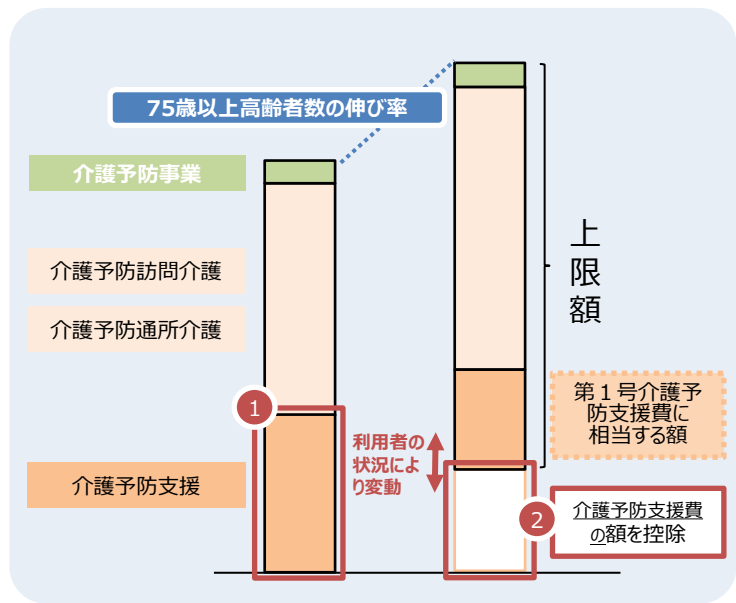 75歳以上高齢者数の伸び率
介護予防事業
介護予防訪問介護
介護予防通所介護
介護予防支援
1
利用者の
状況によ
り変動
上限額
第1号介護予
防支援費に
相当する額
2
介護予防支援費
の額を控除